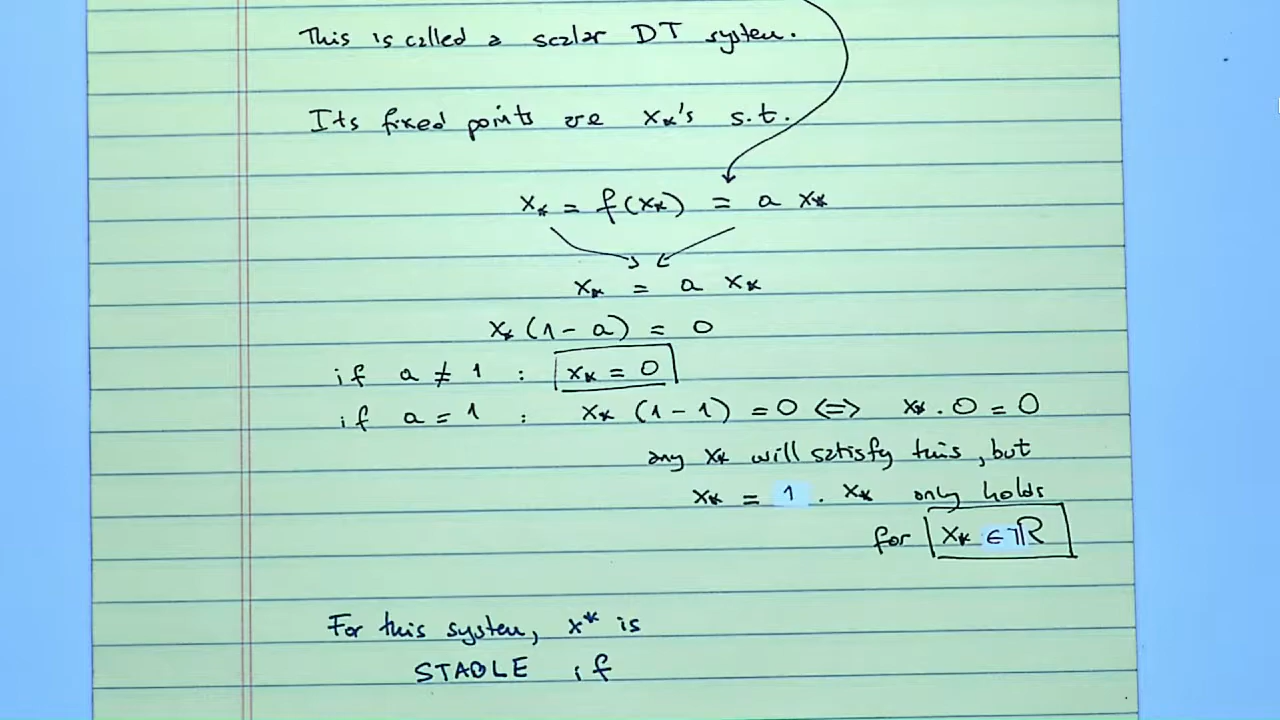 This is called a scalar DT system.
Its fixed points are x*'s s.t.
x* = f(x*) = a x*
x* = a x*
x* (1 - a) = 0
if a ≠ 1 : x* = 0
if a = 1 : x* (1 - 1) = 0 <=> x* . 0 = 0
any x* will satisfy this, but
x* = 1 . x* only holds
for x* ∈ ℝ
For this system, x* is
STABLE if